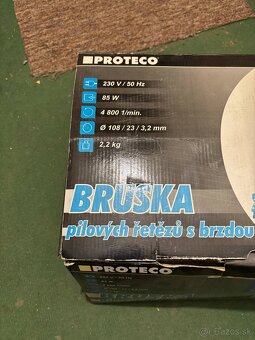 PROTECO
230 V / 50 Hz
85 W
4 800 1/min.
Ø 108 / 23 / 3,2 mm
2,2 kg
BRUSKA
pilových řetězů s brzdou
PROTECO
bazos.sk